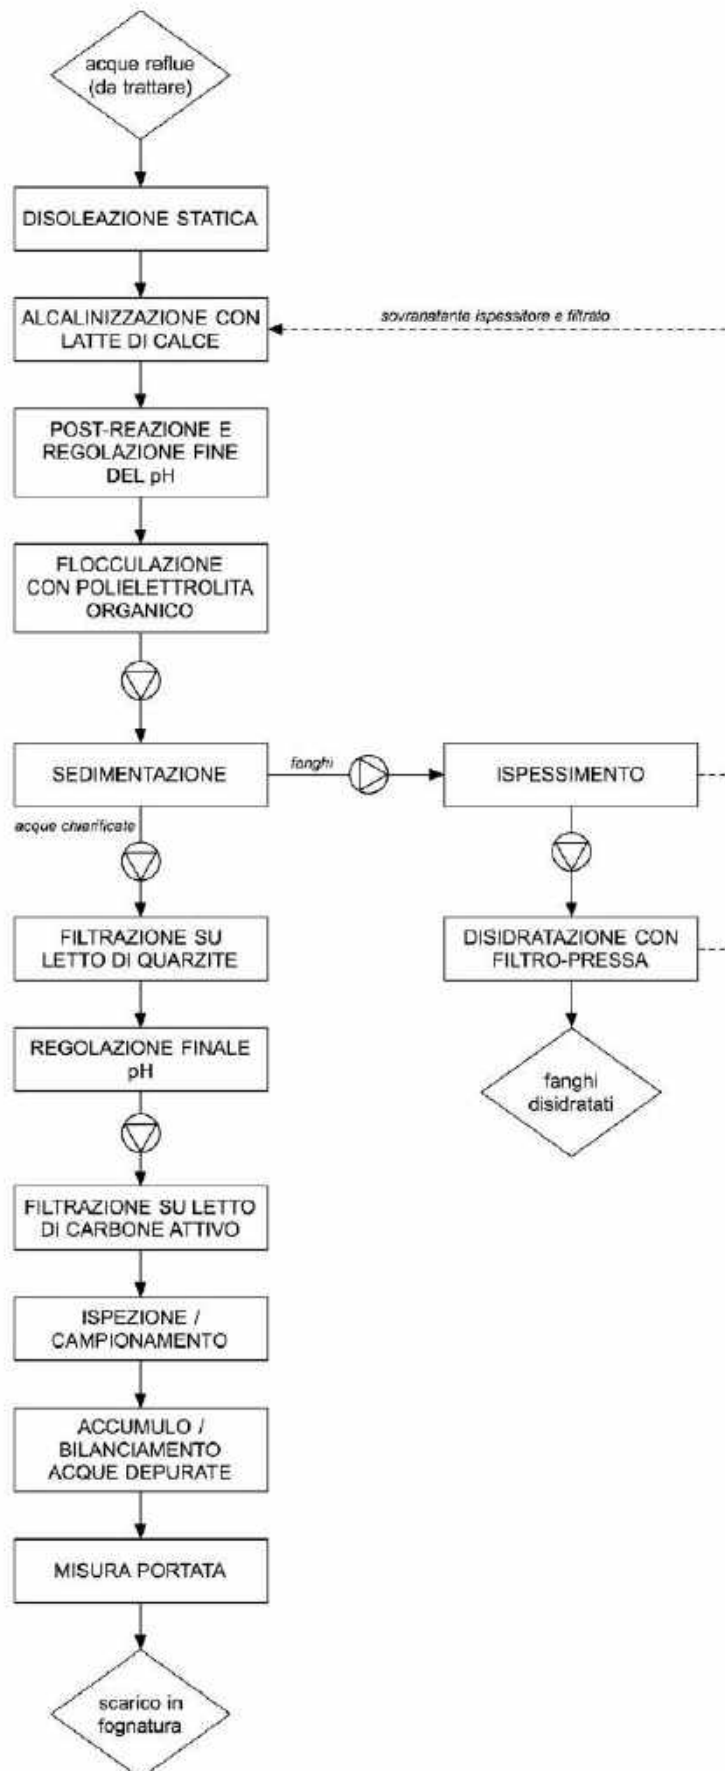 acque reflue
(da trattare)
DISOLEAZIONE STATICA
ALCALINIZZAZIONE CON
LATTE DI CALCE
sovranatante ispessitore e filtrato
POST-REAZIONE E
REGOLAZIONE FINE
DEL pH
FLOCCULAZIONE
CON POLIELETTROLITA
ORGANICO
SEDIMENTAZIONE
fanghi
ISPESSIMENTO
acque chiarificate
FILTRAZIONE SU
LETTO DI QUARZITE
DISIDRATAZIONE CON
FILTRO-PRESSA
REGOLAZIONE FINALE
pH
fanghi
disidratati
FILTRAZIONE SU LETTO
DI CARBONE ATTIVO
ISPEZIONE /
CAMPIONAMENTO
ACCUMULO /
BILANCIAMENTO
ACQUE DEPURATE
MISURA PORTATA
scarico in
fognatura